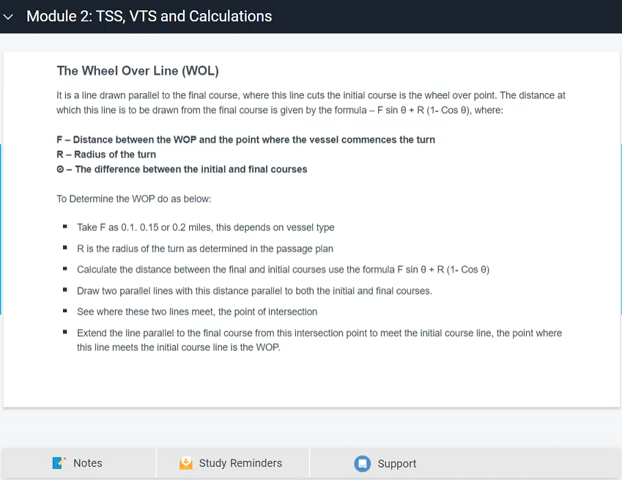 Module 2: TSS, VTS and Calculations
The Wheel Over Line (WOL)
It is a line drawn parallel to the final course, where this line cuts the initial course is the wheel over point. The distance at
which this line is to be drawn from the final course is given by the formula – F sin θ + R (1- Cos θ), where:
F – Distance between the WOP and the point where the vessel commences the turn
R – Radius of the turn
Θ – The difference between the initial and final courses
To Determine the WOP do as below:
▪ Take F as 0.1. 0.15 or 0.2 miles, this depends on vessel type
▪ R is the radius of the turn as determined in the passage plan
▪ Calculate the distance between the final and initial courses use the formula F sin θ + R (1- Cos θ)
▪ Draw two parallel lines with this distance parallel to both the initial and final courses.
▪ See where these two lines meet, the point of intersection
▪ Extend the line parallel to the final course from this intersection point to meet the initial course line, the point where
this line meets the initial course line is the WOP.
Notes
Study Reminders
Support